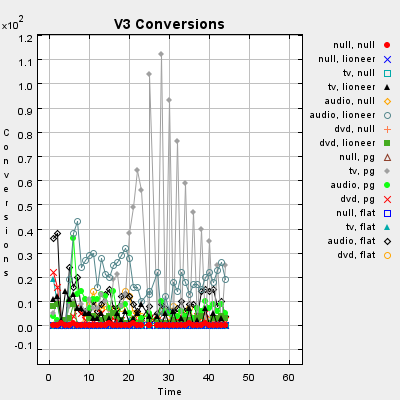 V3 Conversions
x10²
1.2
1.1
1.0
0.9
0.8
0.7
0.6
0.5
0.4
0.3
0.2
0.1
0.0
-0.1
Conversions
0 10 20 30 40 50 60
Time
null, null
null, lioneer
tv, null
tv, lioneer
audio, null
audio, lioneer
dvd, null
dvd, lioneer
null, pg
tv, pg
audio, pg
dvd, pg
null, flat
tv, flat
audio, flat
dvd, flat